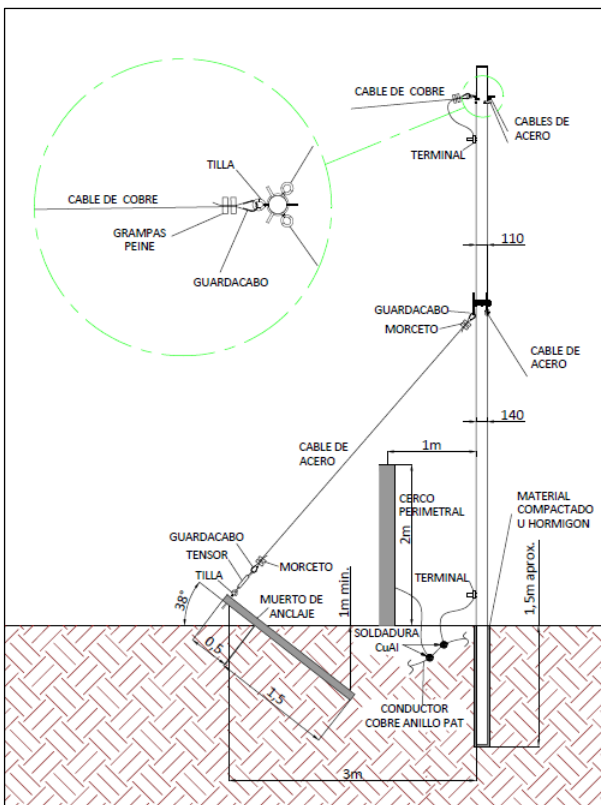 CABLE DE COBRE
CABLES DE
ACERO
TERMINAL
TILLA
CABLE DE COBRE
GRAMPAS
PEINE
GUARDACABO
110
GUARDACABO
MORCETO
CABLE DE
ACERO
140
1m
CABLE DE
ACERO
CERCO
PERIMETRAL
2m
MATERIAL
COMPACTADO
U HORMIGON
GUARDACABO
TENSOR
TILLA
MORCETO
1m min.
TERMINAL
1,5m aprox.
38°
MUERTO DE
ANCLAJE
0,5
1,5
SOLDADURA
CuAl
CONDUCTOR
COBRE ANILLO PAT
3m